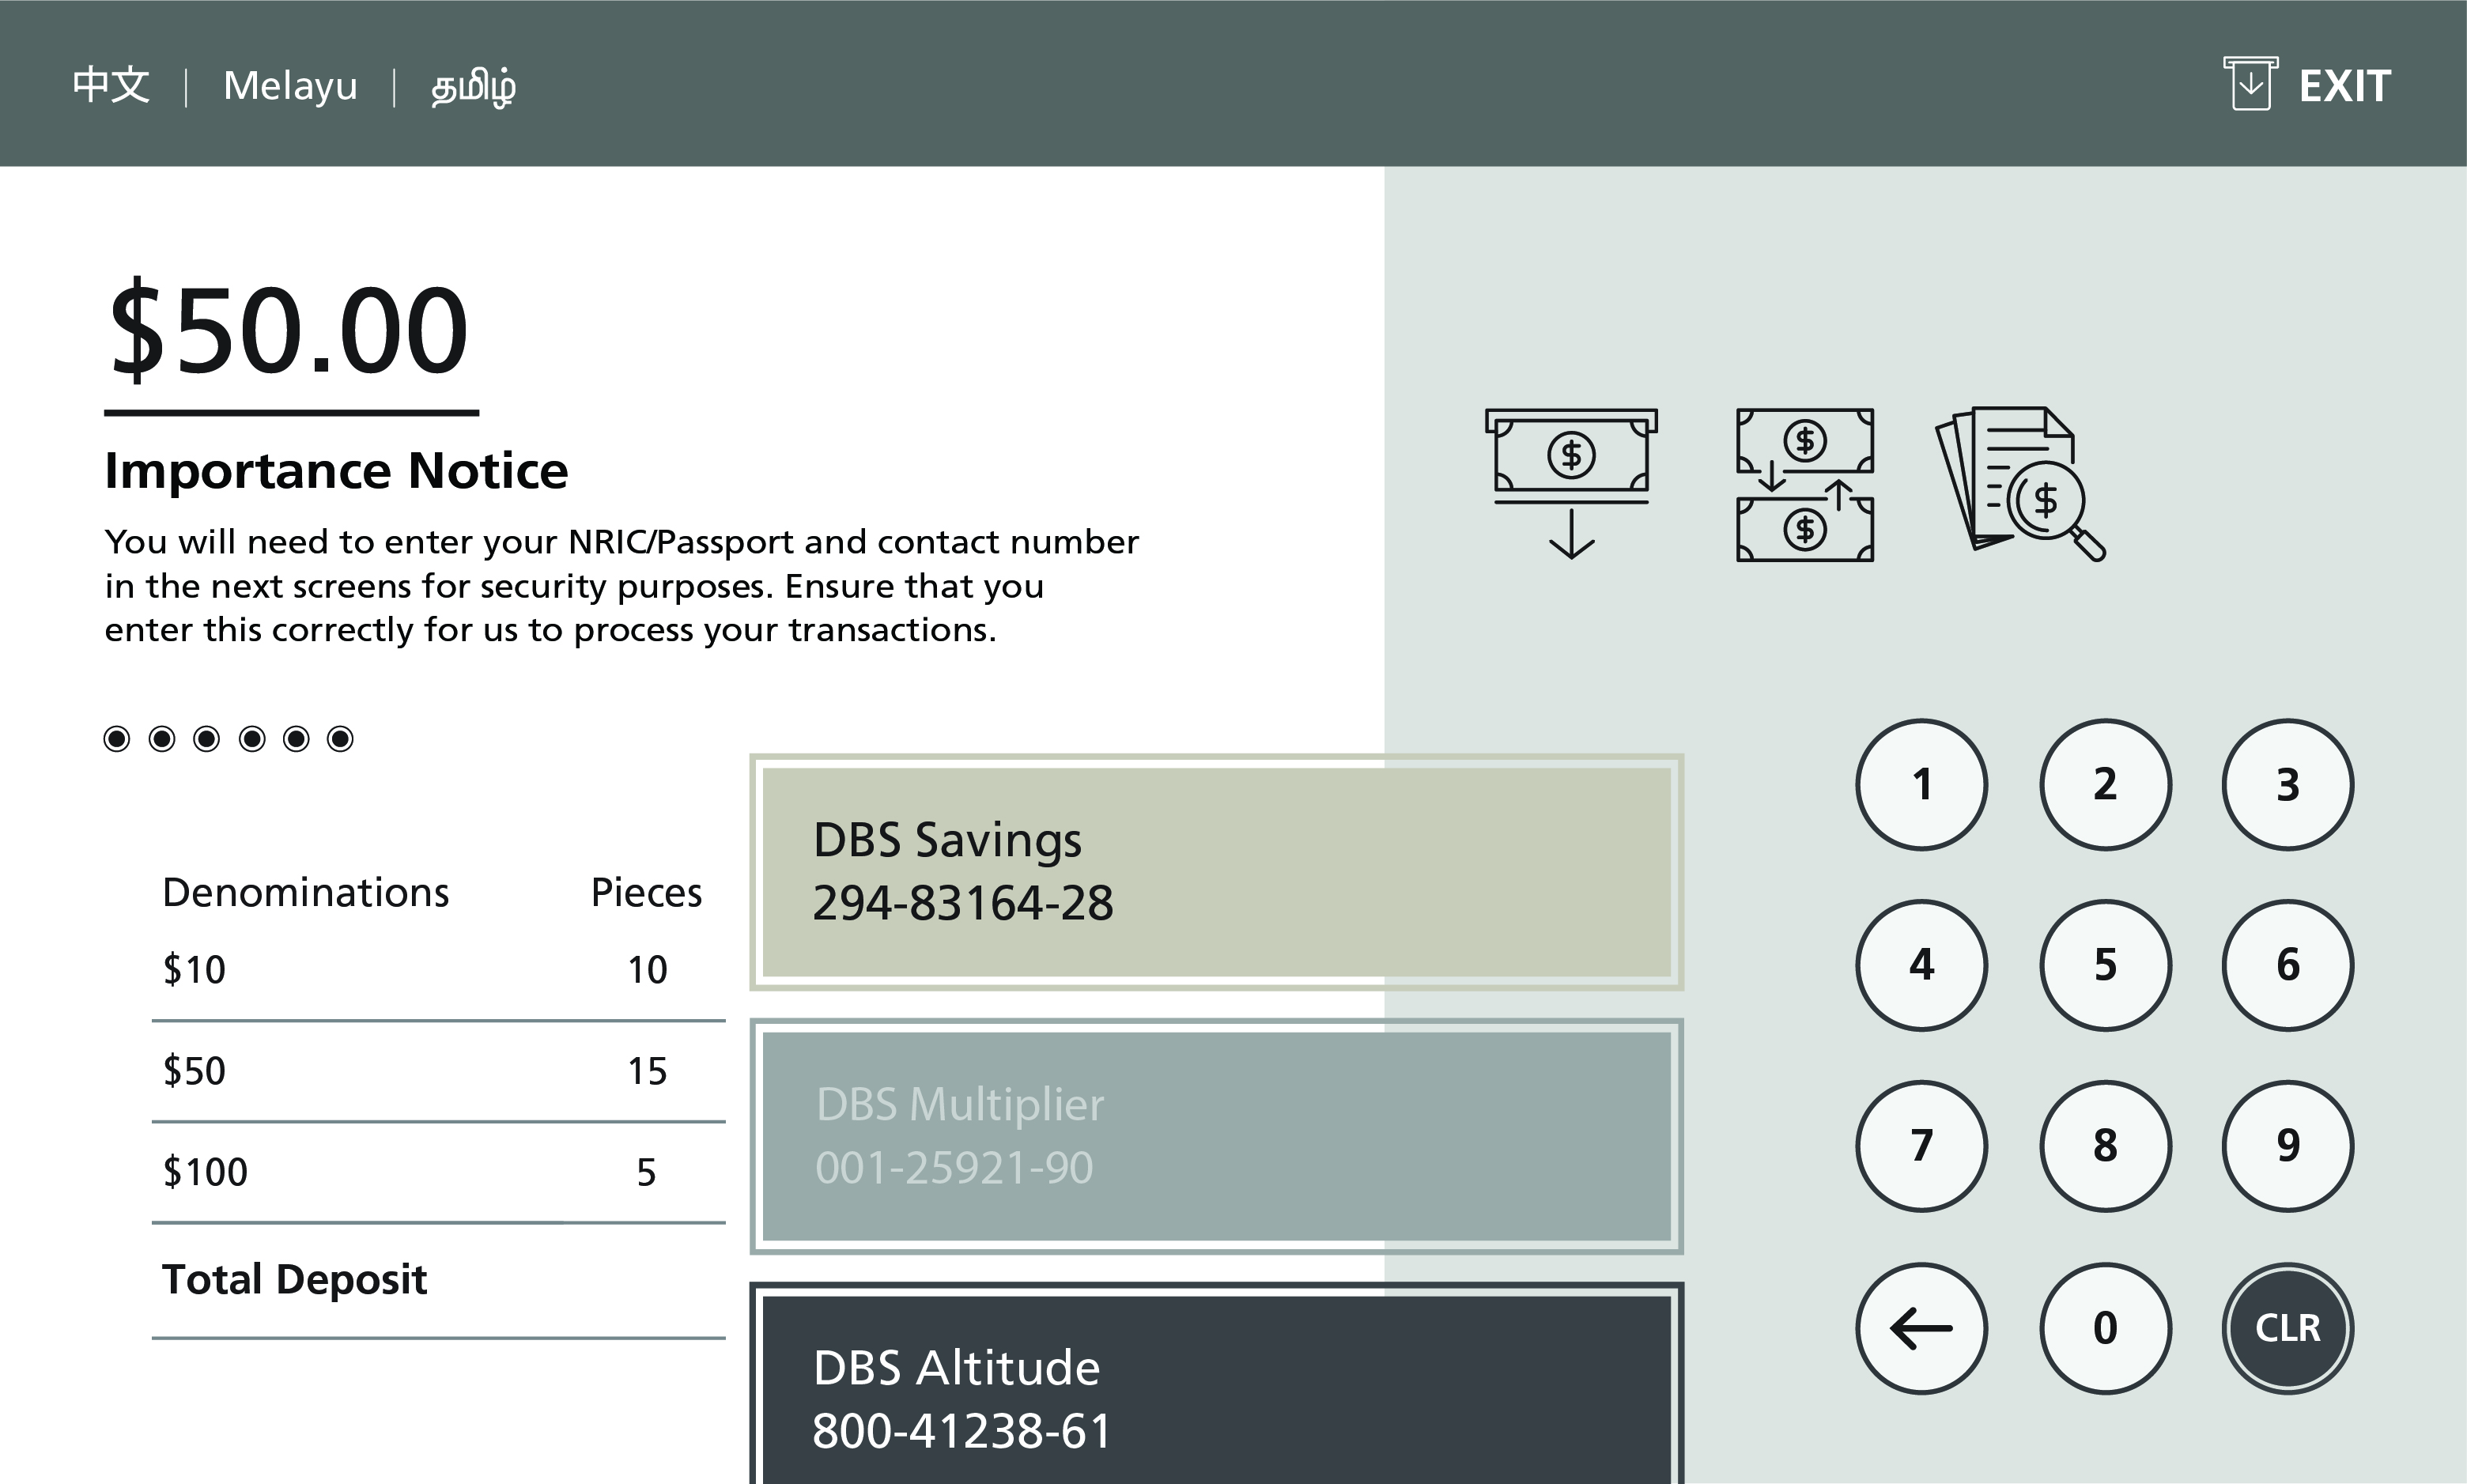 中文 | Melayu | தமிழ்
EXIT
$50.00
Importance Notice
You will need to enter your NRIC/Passport and contact number
in the next screens for security purposes. Ensure that you
enter this correctly for us to process your transactions.
Denominations Pieces
$10 10
$50 15
$100 5
Total Deposit
DBS Savings
294-83164-28
DBS Multiplier
001-25921-90
DBS Altitude
800-41238-61
1 2 3
4 5 6
7 8 9
0 CLR